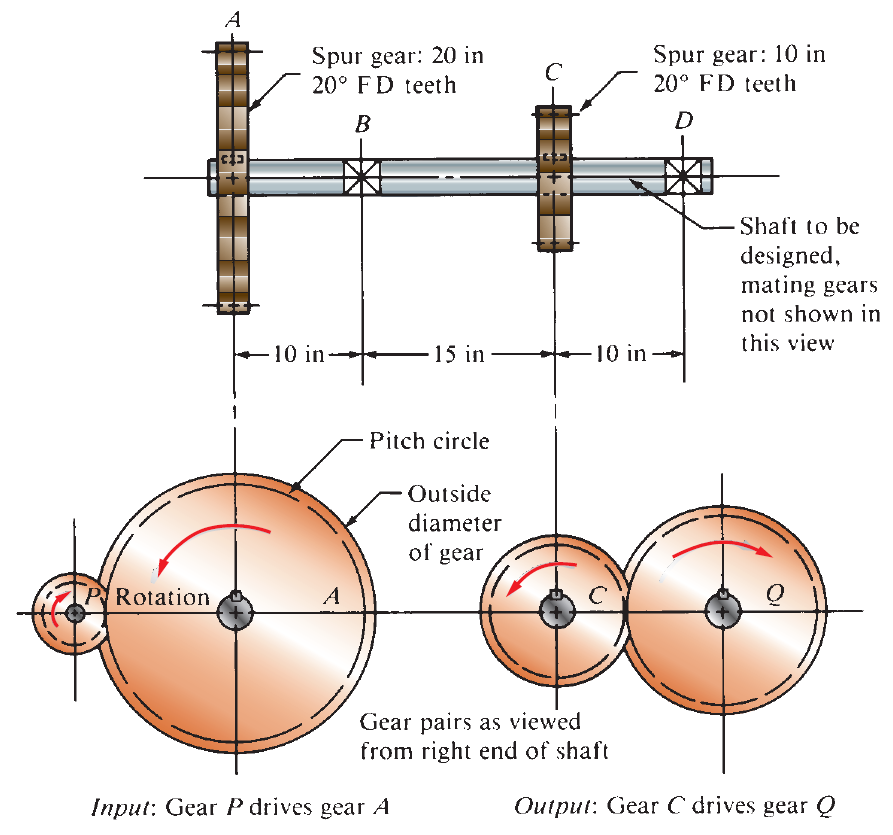 A
Spur gear: 20 in
20° FD teeth
C
Spur gear: 10 in
20° FD teeth
B
D
Shaft to be
designed,
mating gears
not shown in
this view
10 in
15 in
10 in
Pitch circle
Outside
diameter
of gear
P
Rotation
A
C
Q
Gear pairs as viewed
from right end of shaft
Input: Gear P drives gear A
Output: Gear C drives gear Q